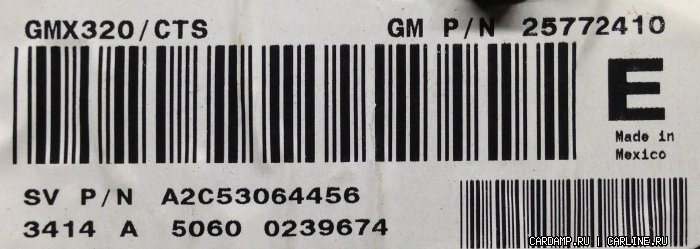 GMX320/CTS GM P/N 25772410
E
Made in
Mexico
SV P/N A2C53064456
3414 A 5060 0239674
CARDAMP.RU | CARLINE.RU